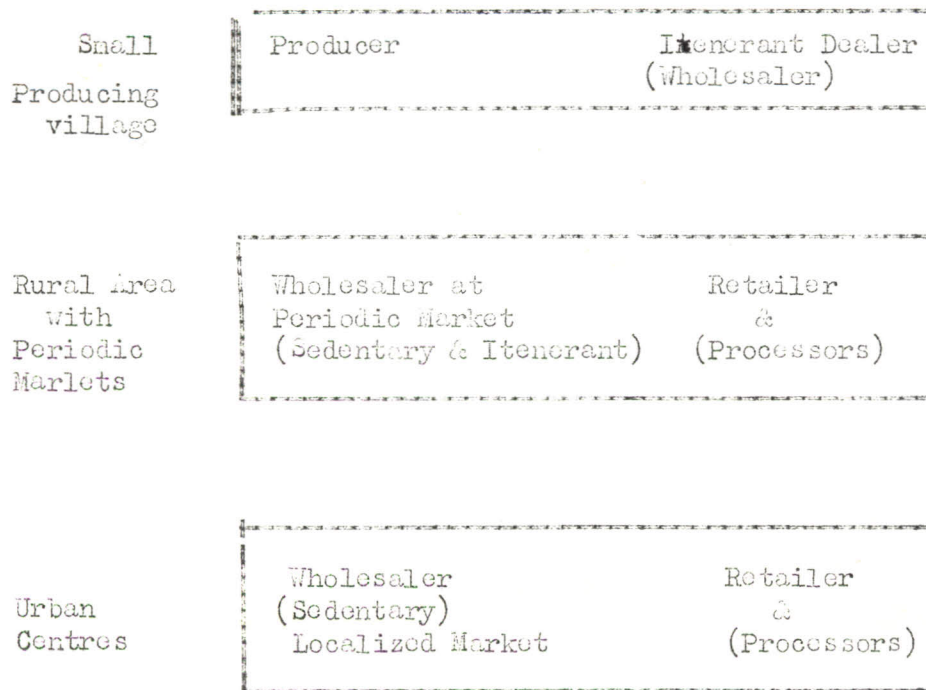 Small
Producing
village
Producer
Itenerant Dealer
(Wholesaler)
Rural Area
with
Periodic
Marlets
Wholesaler at
Periodic Market
(Sedentary & Itenerant)
Retailer
&
(Processors)
Urban
Centres
Wholesaler
(Sedentary)
Localized Market
Retailer
&
(Processors)